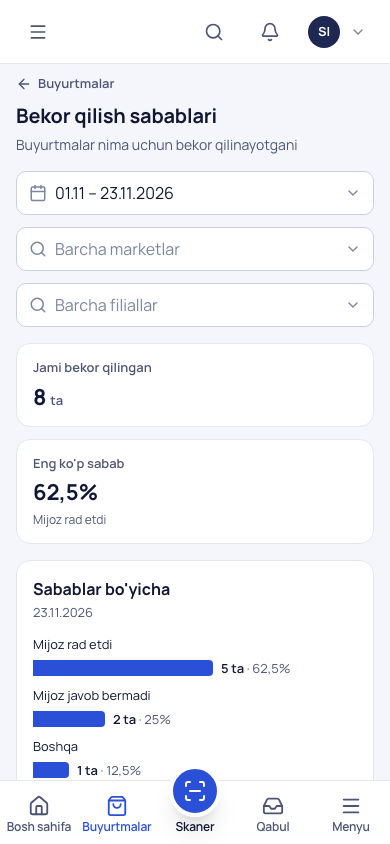 SI
Buyurtmalar
Bekor qilish sabablari
Buyurtmalar nima uchun bekor qilinayotgani
01.11 – 23.11.2026
Barcha marketlar
Barcha filiallar
Jami bekor qilingan
8 ta
Eng ko'p sabab
62,5%
Mijoz rad etdi
Sabablar bo'yicha
23.11.2026
Mijoz rad etdi
5 ta · 62,5%
Mijoz javob bermadi
2 ta · 25%
Boshqa
1 ta · 12,5%
Bosh sahifa
Buyurtmalar
Skaner
Qabul
Menyu